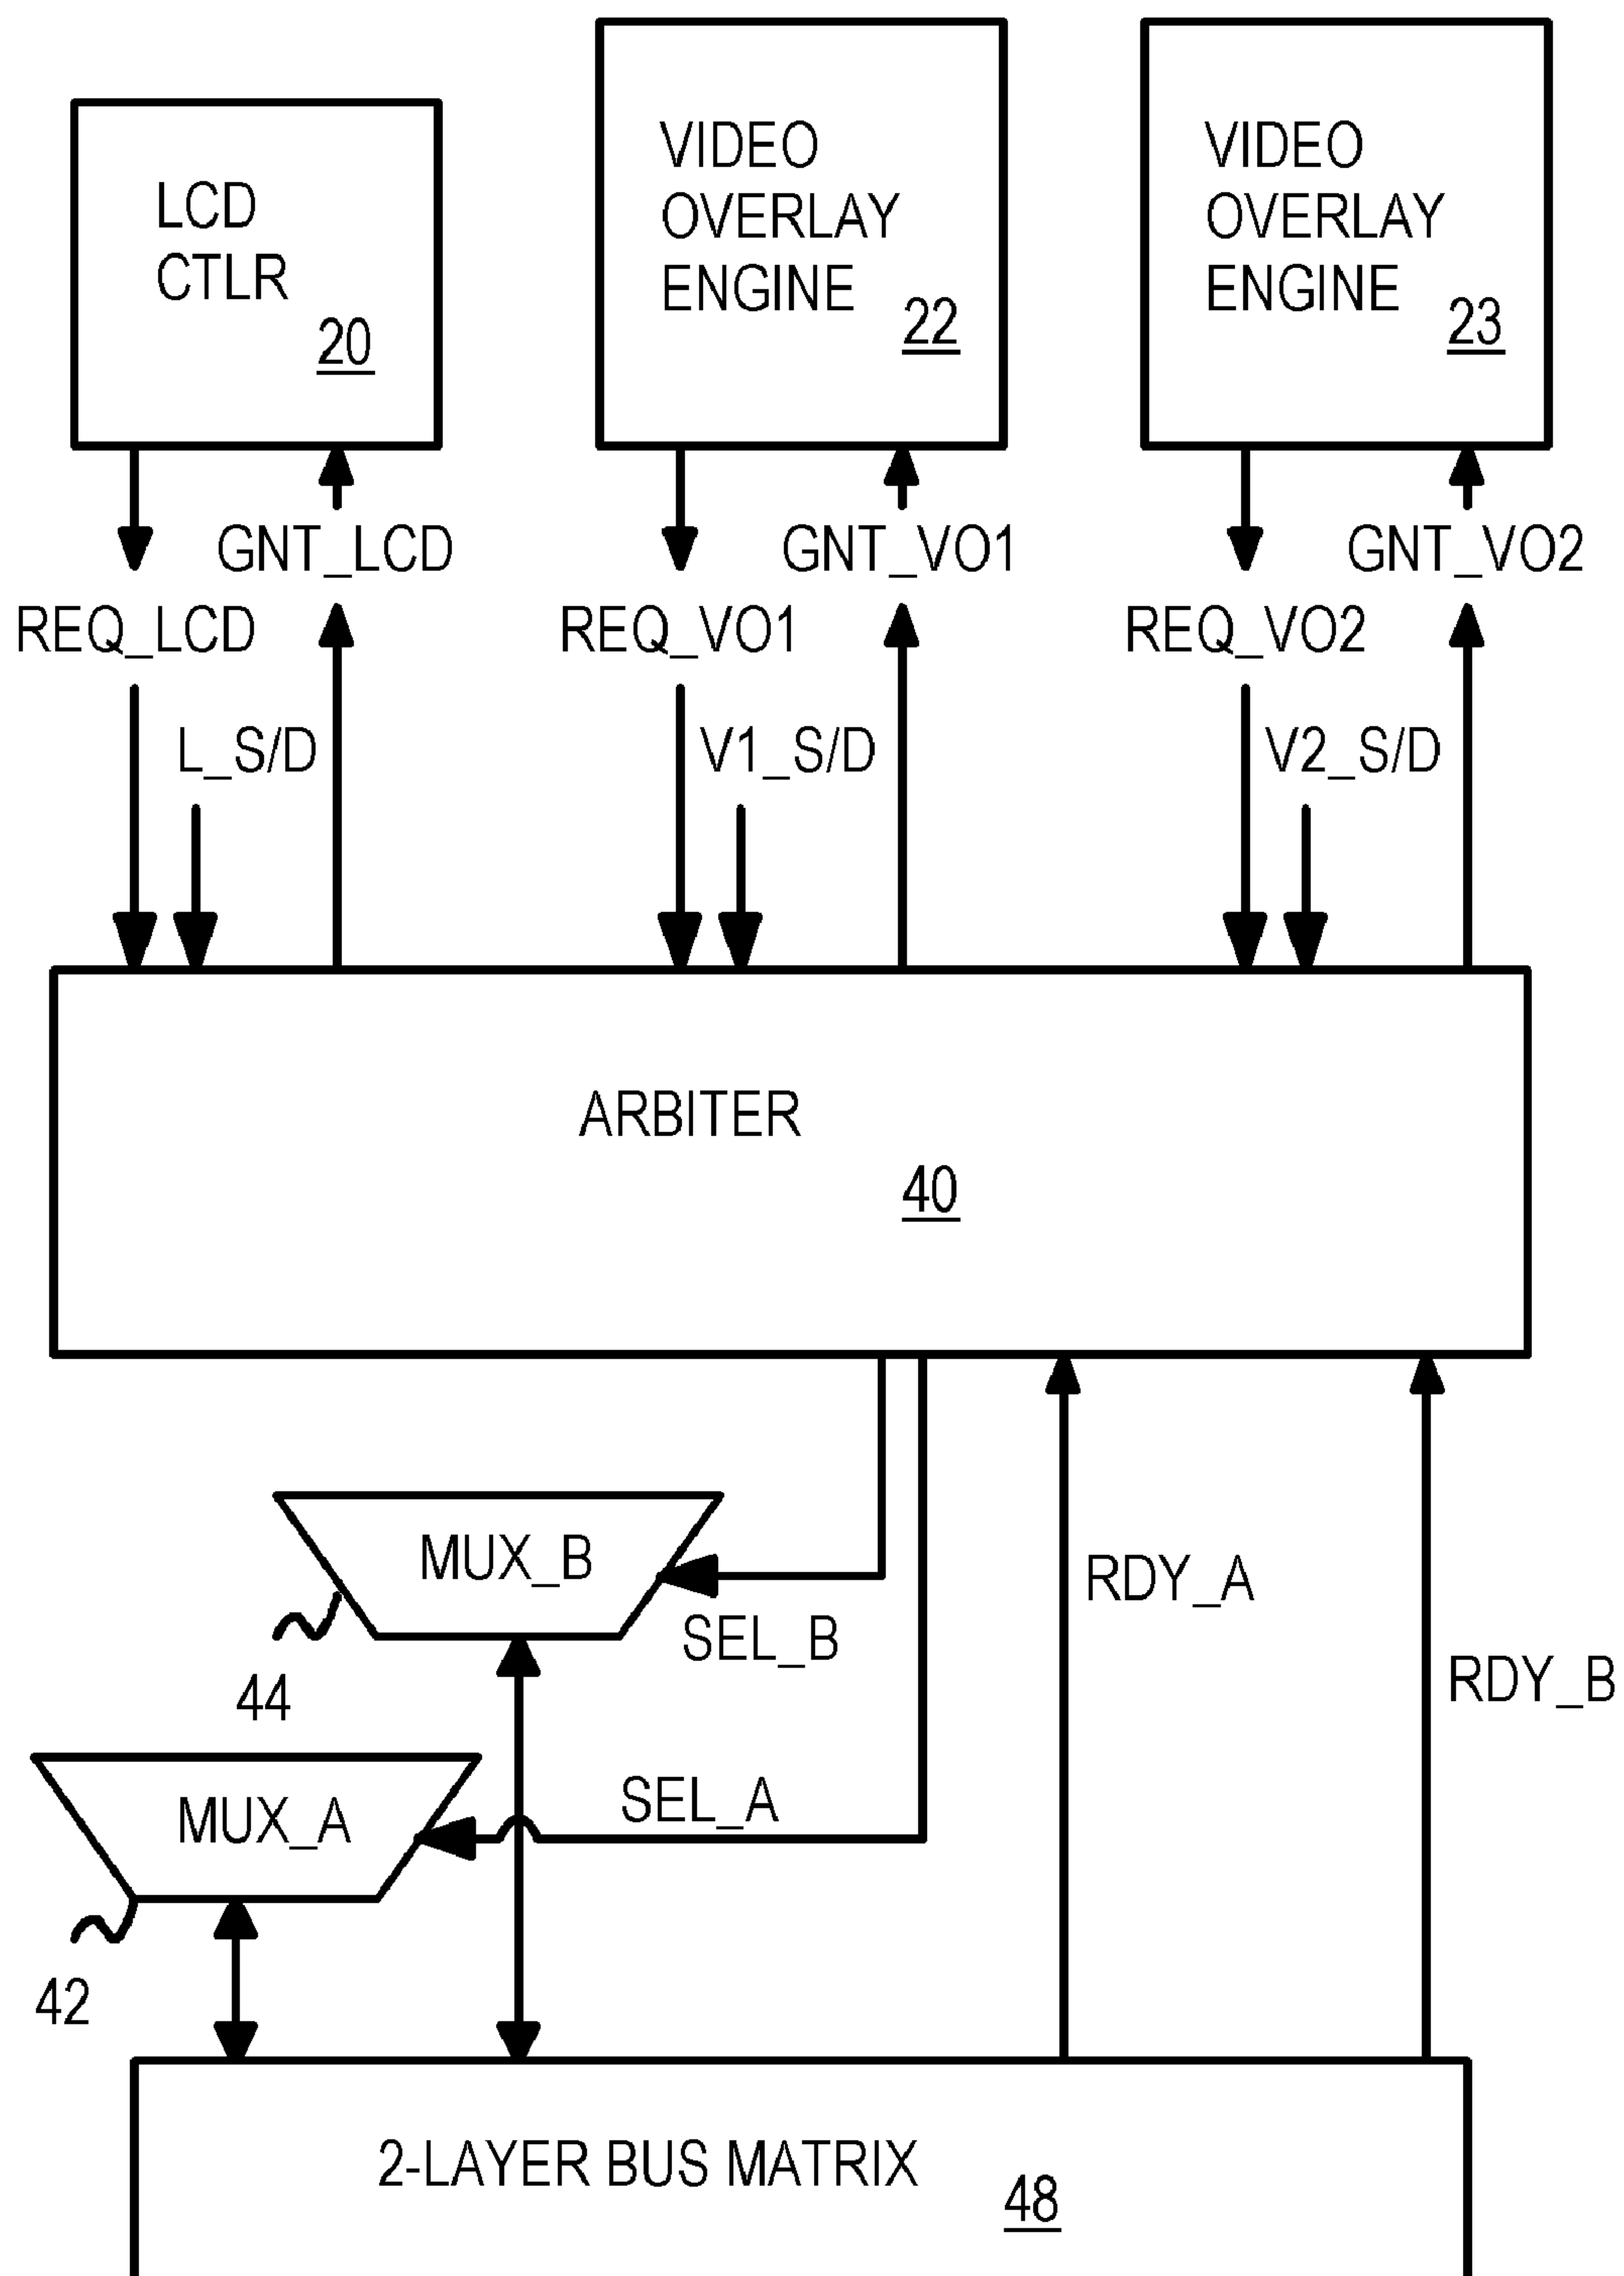 LCD
CTLR
20
VIDEO
OVERLAY
ENGINE
22
VIDEO
OVERLAY
ENGINE
23
GNT_LCD
GNT_VO1
GNT_VO2
REQ_LCD
REQ_VO1
REQ_VO2
L_S/D
V1_S/D
V2_S/D
ARBITER
40
MUX_B
SEL_B
44
RDY_A
RDY_B
MUX_A
SEL_A
42
2-LAYER BUS MATRIX
48